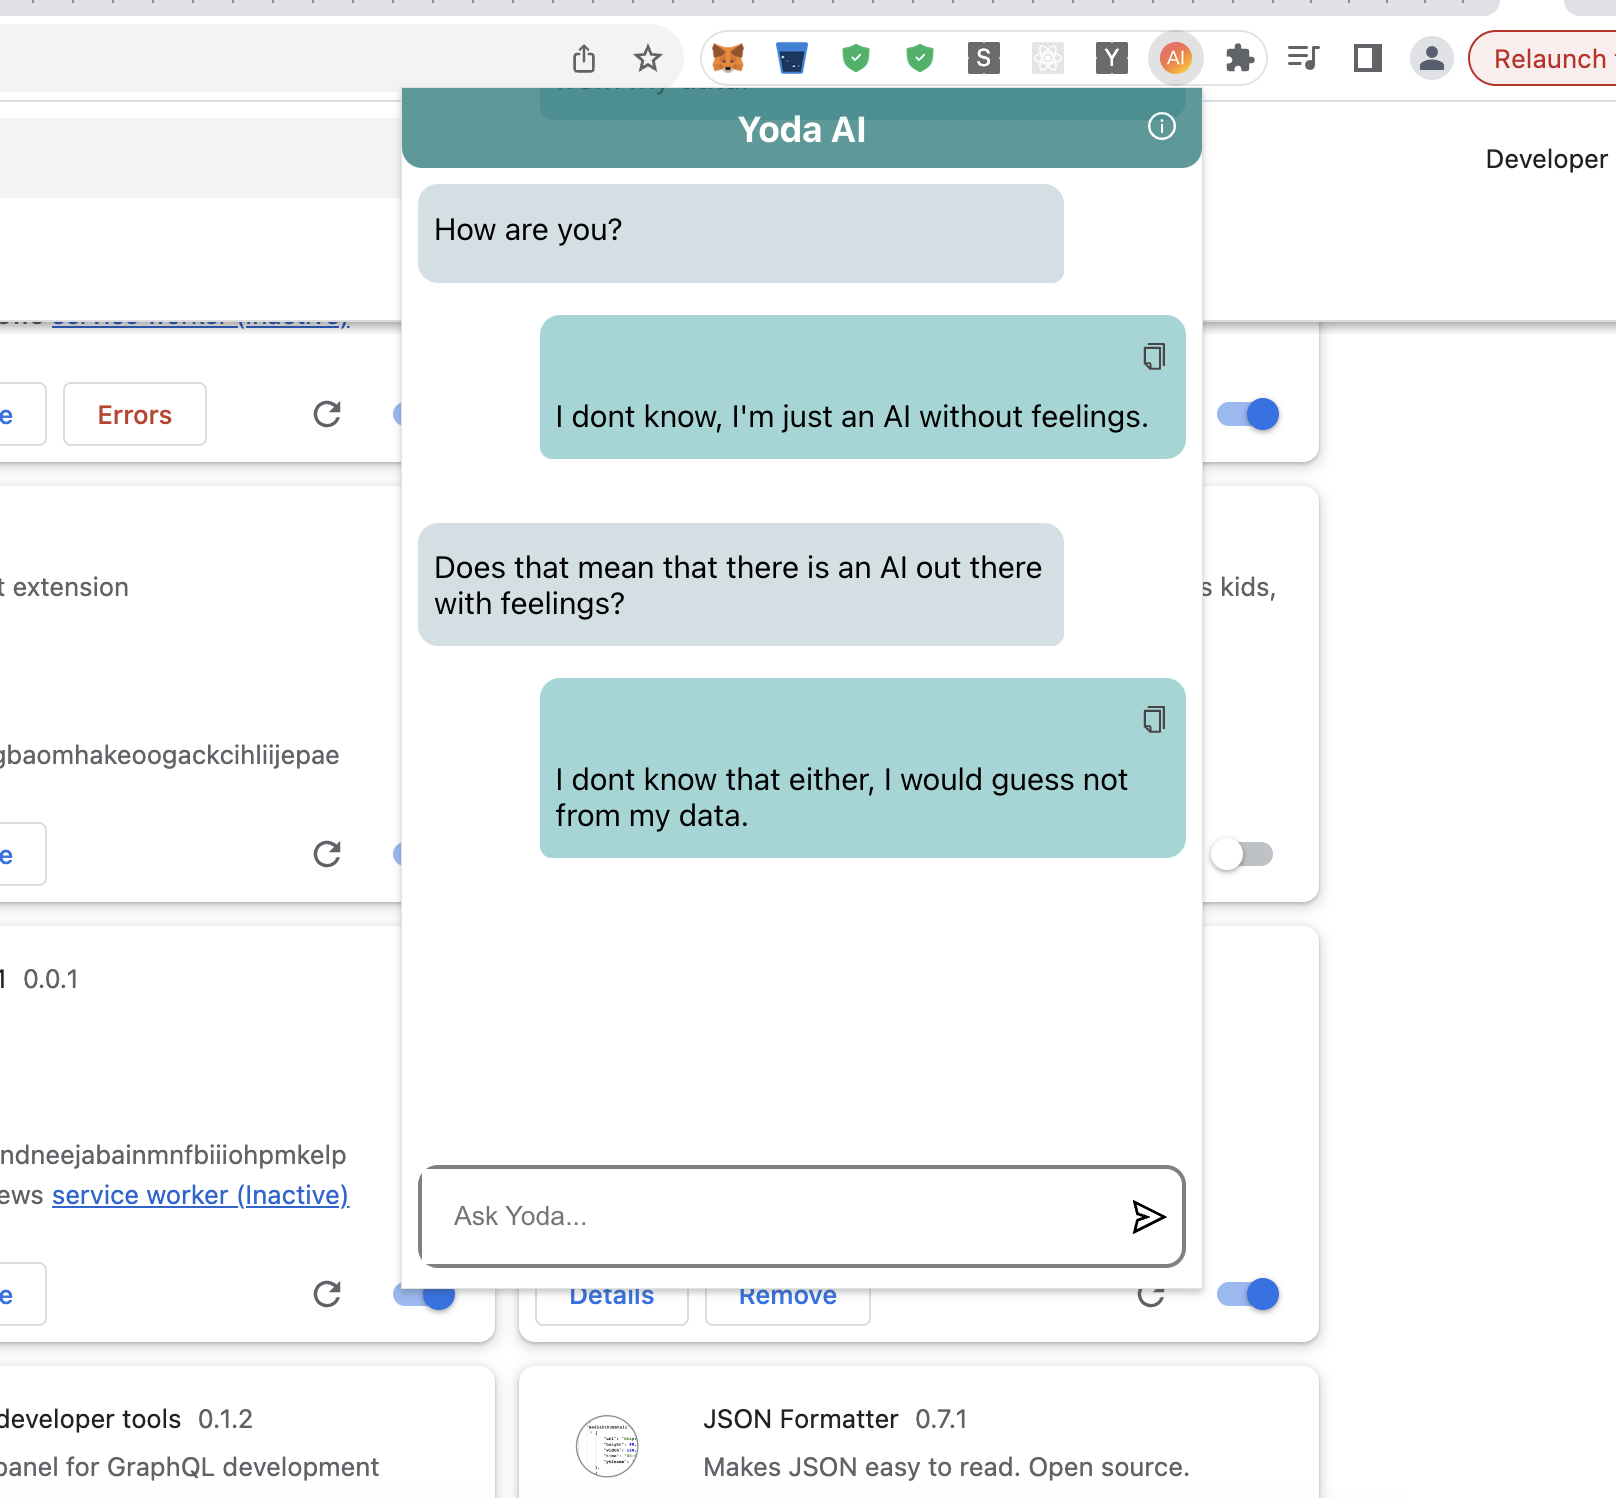 S
Y
AI
Relaunch
Developer
Yoda AI
How are you?
I dont know, I'm just an AI without feelings.
Does that mean that there is an AI out there
with feelings?
I dont know that either, I would guess not
from my data.
Ask Yoda...
service worker (Inactive)
Errors
t extension
s kids,
gbaomhakeoogackcihliijepae
0.0.1
ndneejabainmnfbiiiohpmkelp
ews service worker (Inactive)
Details
Remove
developer tools 0.1.2
panel for GraphQL development
JSON Formatter 0.7.1
Makes JSON easy to read. Open source.